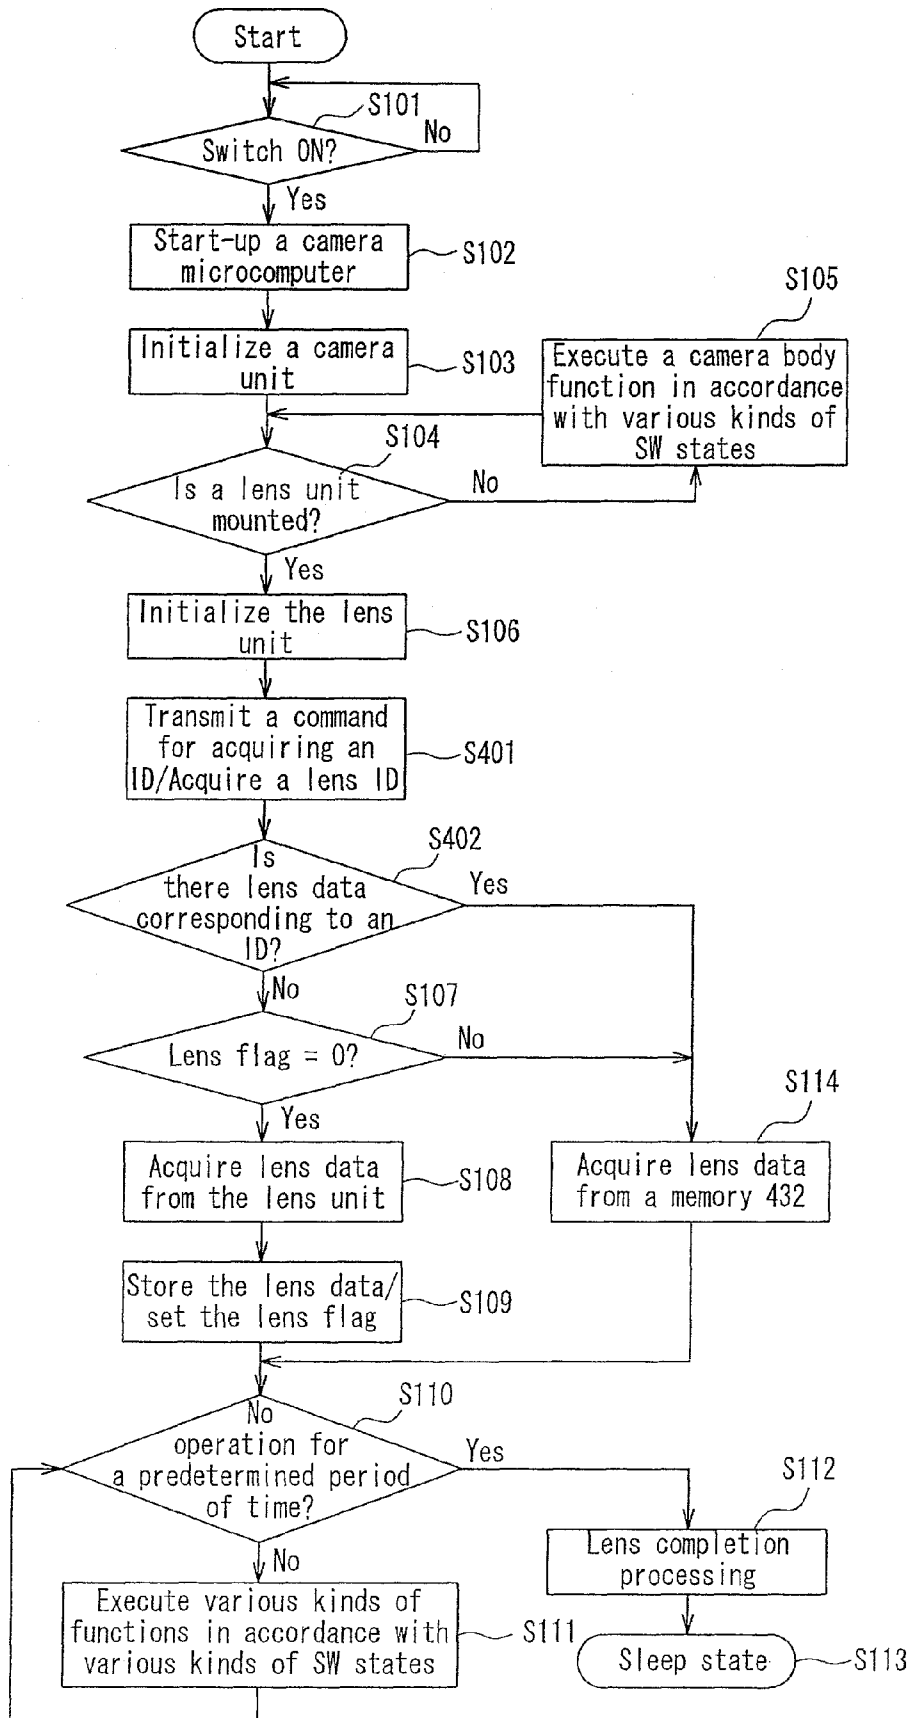 Start
S101
No
Switch ON?
Yes
Start-up a camera
microcomputer
S102
S105
Initialize a camera
unit
S103
Execute a camera body
function in accordance
with various kinds of
SW states
S104
Is a lens unit
mounted?
No
Yes
Initialize the lens
unit
S106
Transmit a command
for acquiring an
ID/Acquire a lens ID
S401
S402
Is
there lens data
corresponding to an
ID?
Yes
No
S107
Lens flag = 0?
No
Yes
S114
Acquire lens data
from the lens unit
S108
Acquire lens data
from a memory 432
Store the lens data/
set the lens flag
S109
S110
No
operation for
a predetermined period
of time?
Yes
S112
No
Lens completion
processing
Execute various kinds of
functions in accordance with
various kinds of SW states
S111
Sleep state
S113